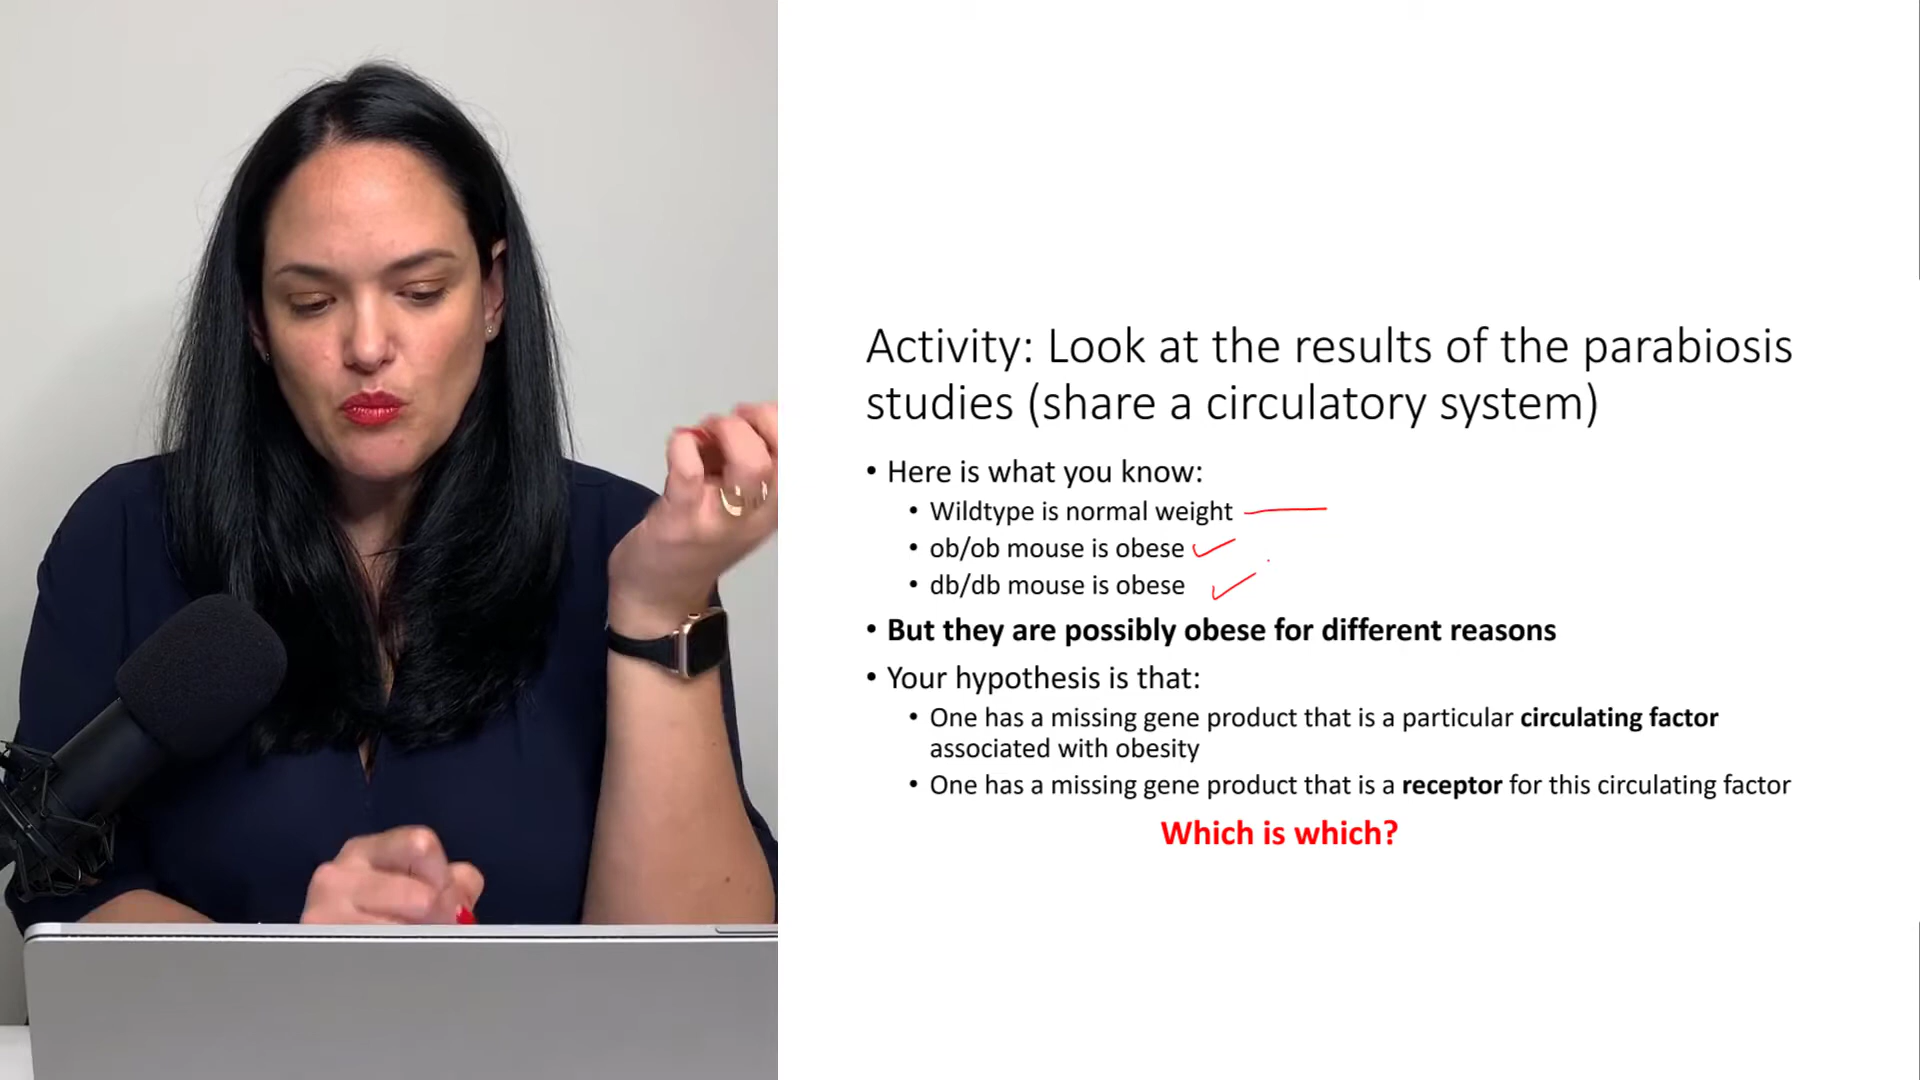 Activity: Look at the results of the parabiosis
studies (share a circulatory system)
• Here is what you know:
• Wildtype is normal weight
• ob/ob mouse is obese
• db/db mouse is obese
• But they are possibly obese for different reasons
• Your hypothesis is that:
• One has a missing gene product that is a particular circulating factor
associated with obesity
• One has a missing gene product that is a receptor for this circulating factor
Which is which?